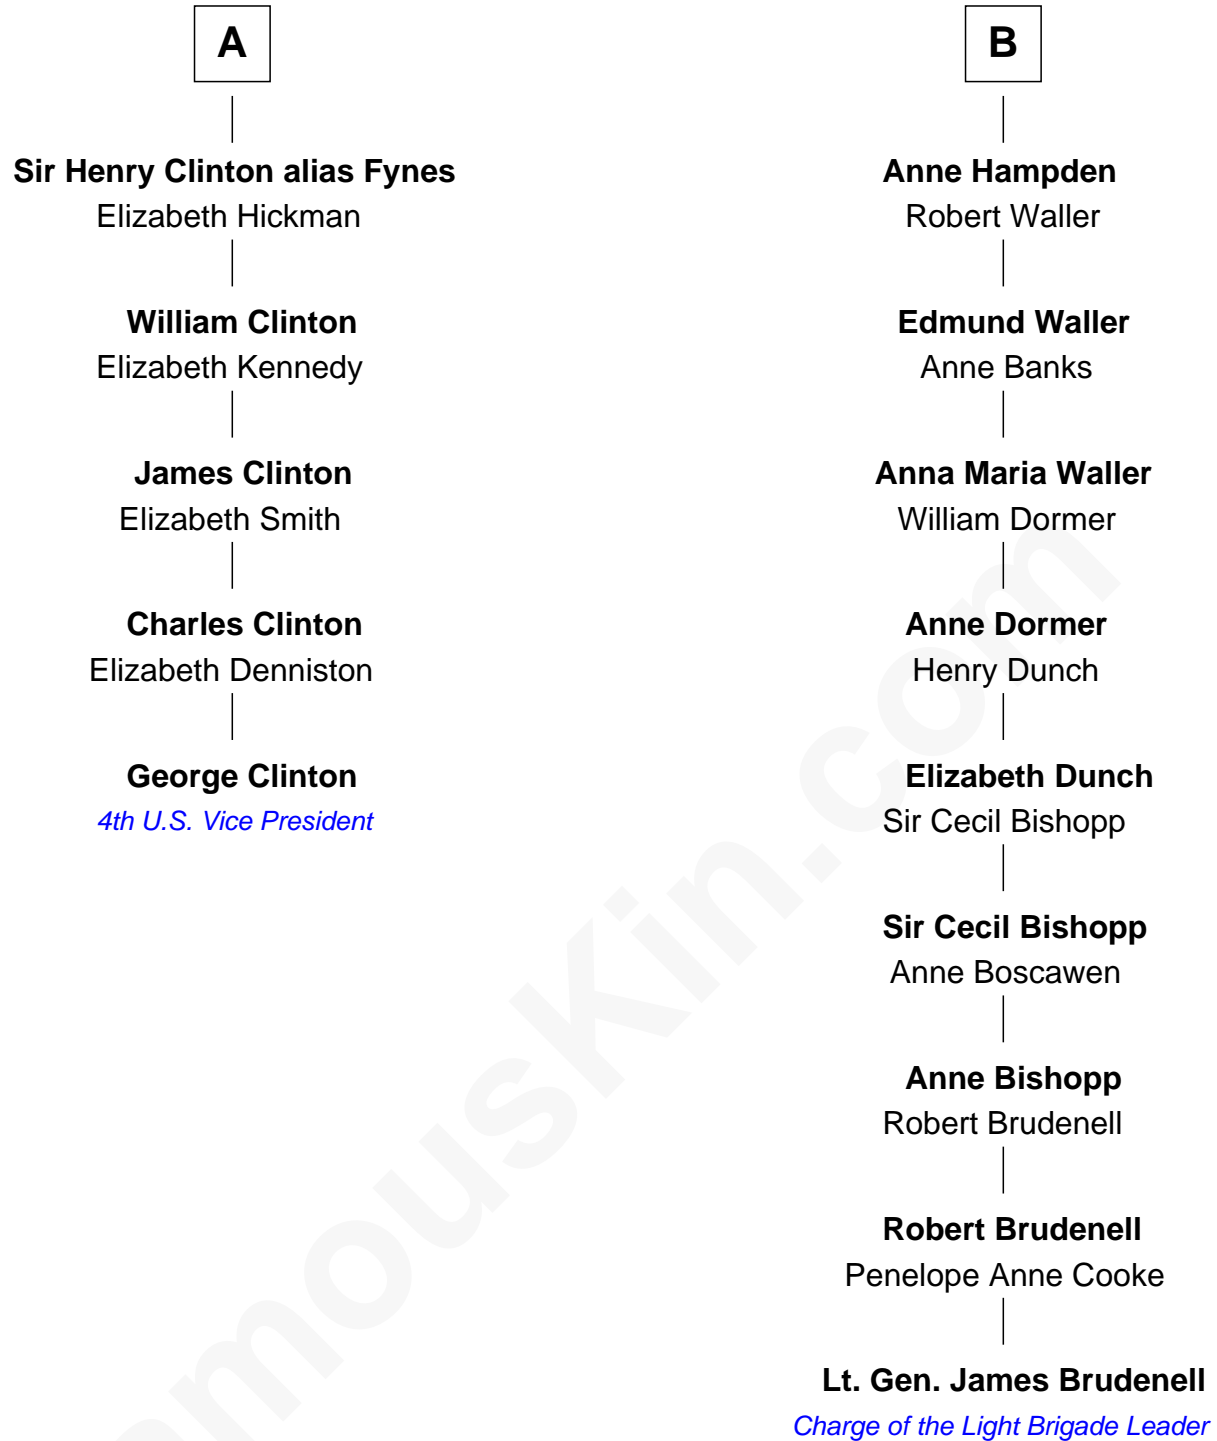 A
Sir Henry Clinton alias Fynes
Elizabeth Hickman
William Clinton
Elizabeth Kennedy
James Clinton
Elizabeth Smith
Charles Clinton
Elizabeth Denniston
George Clinton
4th U.S. Vice President
B
Anne Hampden
Robert Waller
Edmund Waller
Anne Banks
Anna Maria Waller
William Dormer
Anne Dormer
Henry Dunch
Elizabeth Dunch
Sir Cecil Bishopp
Sir Cecil Bishopp
Anne Boscawen
Anne Bishopp
Robert Brudenell
Robert Brudenell
Penelope Anne Cooke
Lt. Gen. James Brudenell
Charge of the Light Brigade Leader
amousKin.com